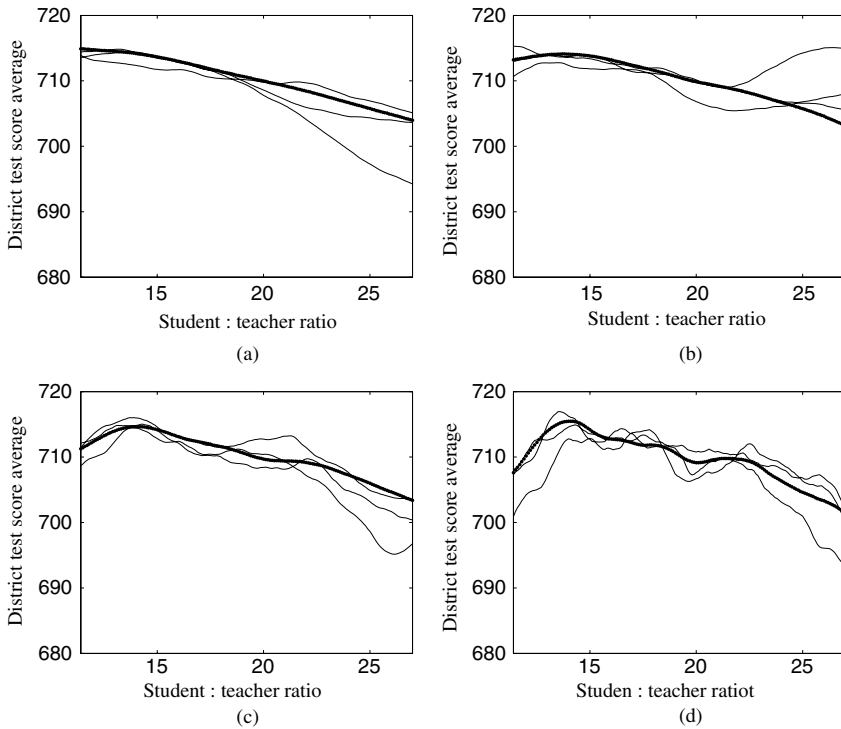 720
710
700
690
680
District test score average
15
20
25
Student : teacher ratio
(a)
720
710
700
690
680
District test score average
15
20
25
Student : teacher ratio
(b)
720
710
700
690
680
District test score average
15
20
25
Student : teacher ratio
(c)
720
710
700
690
680
District test score average
15
20
25
Studen : teacher ratiot
(d)